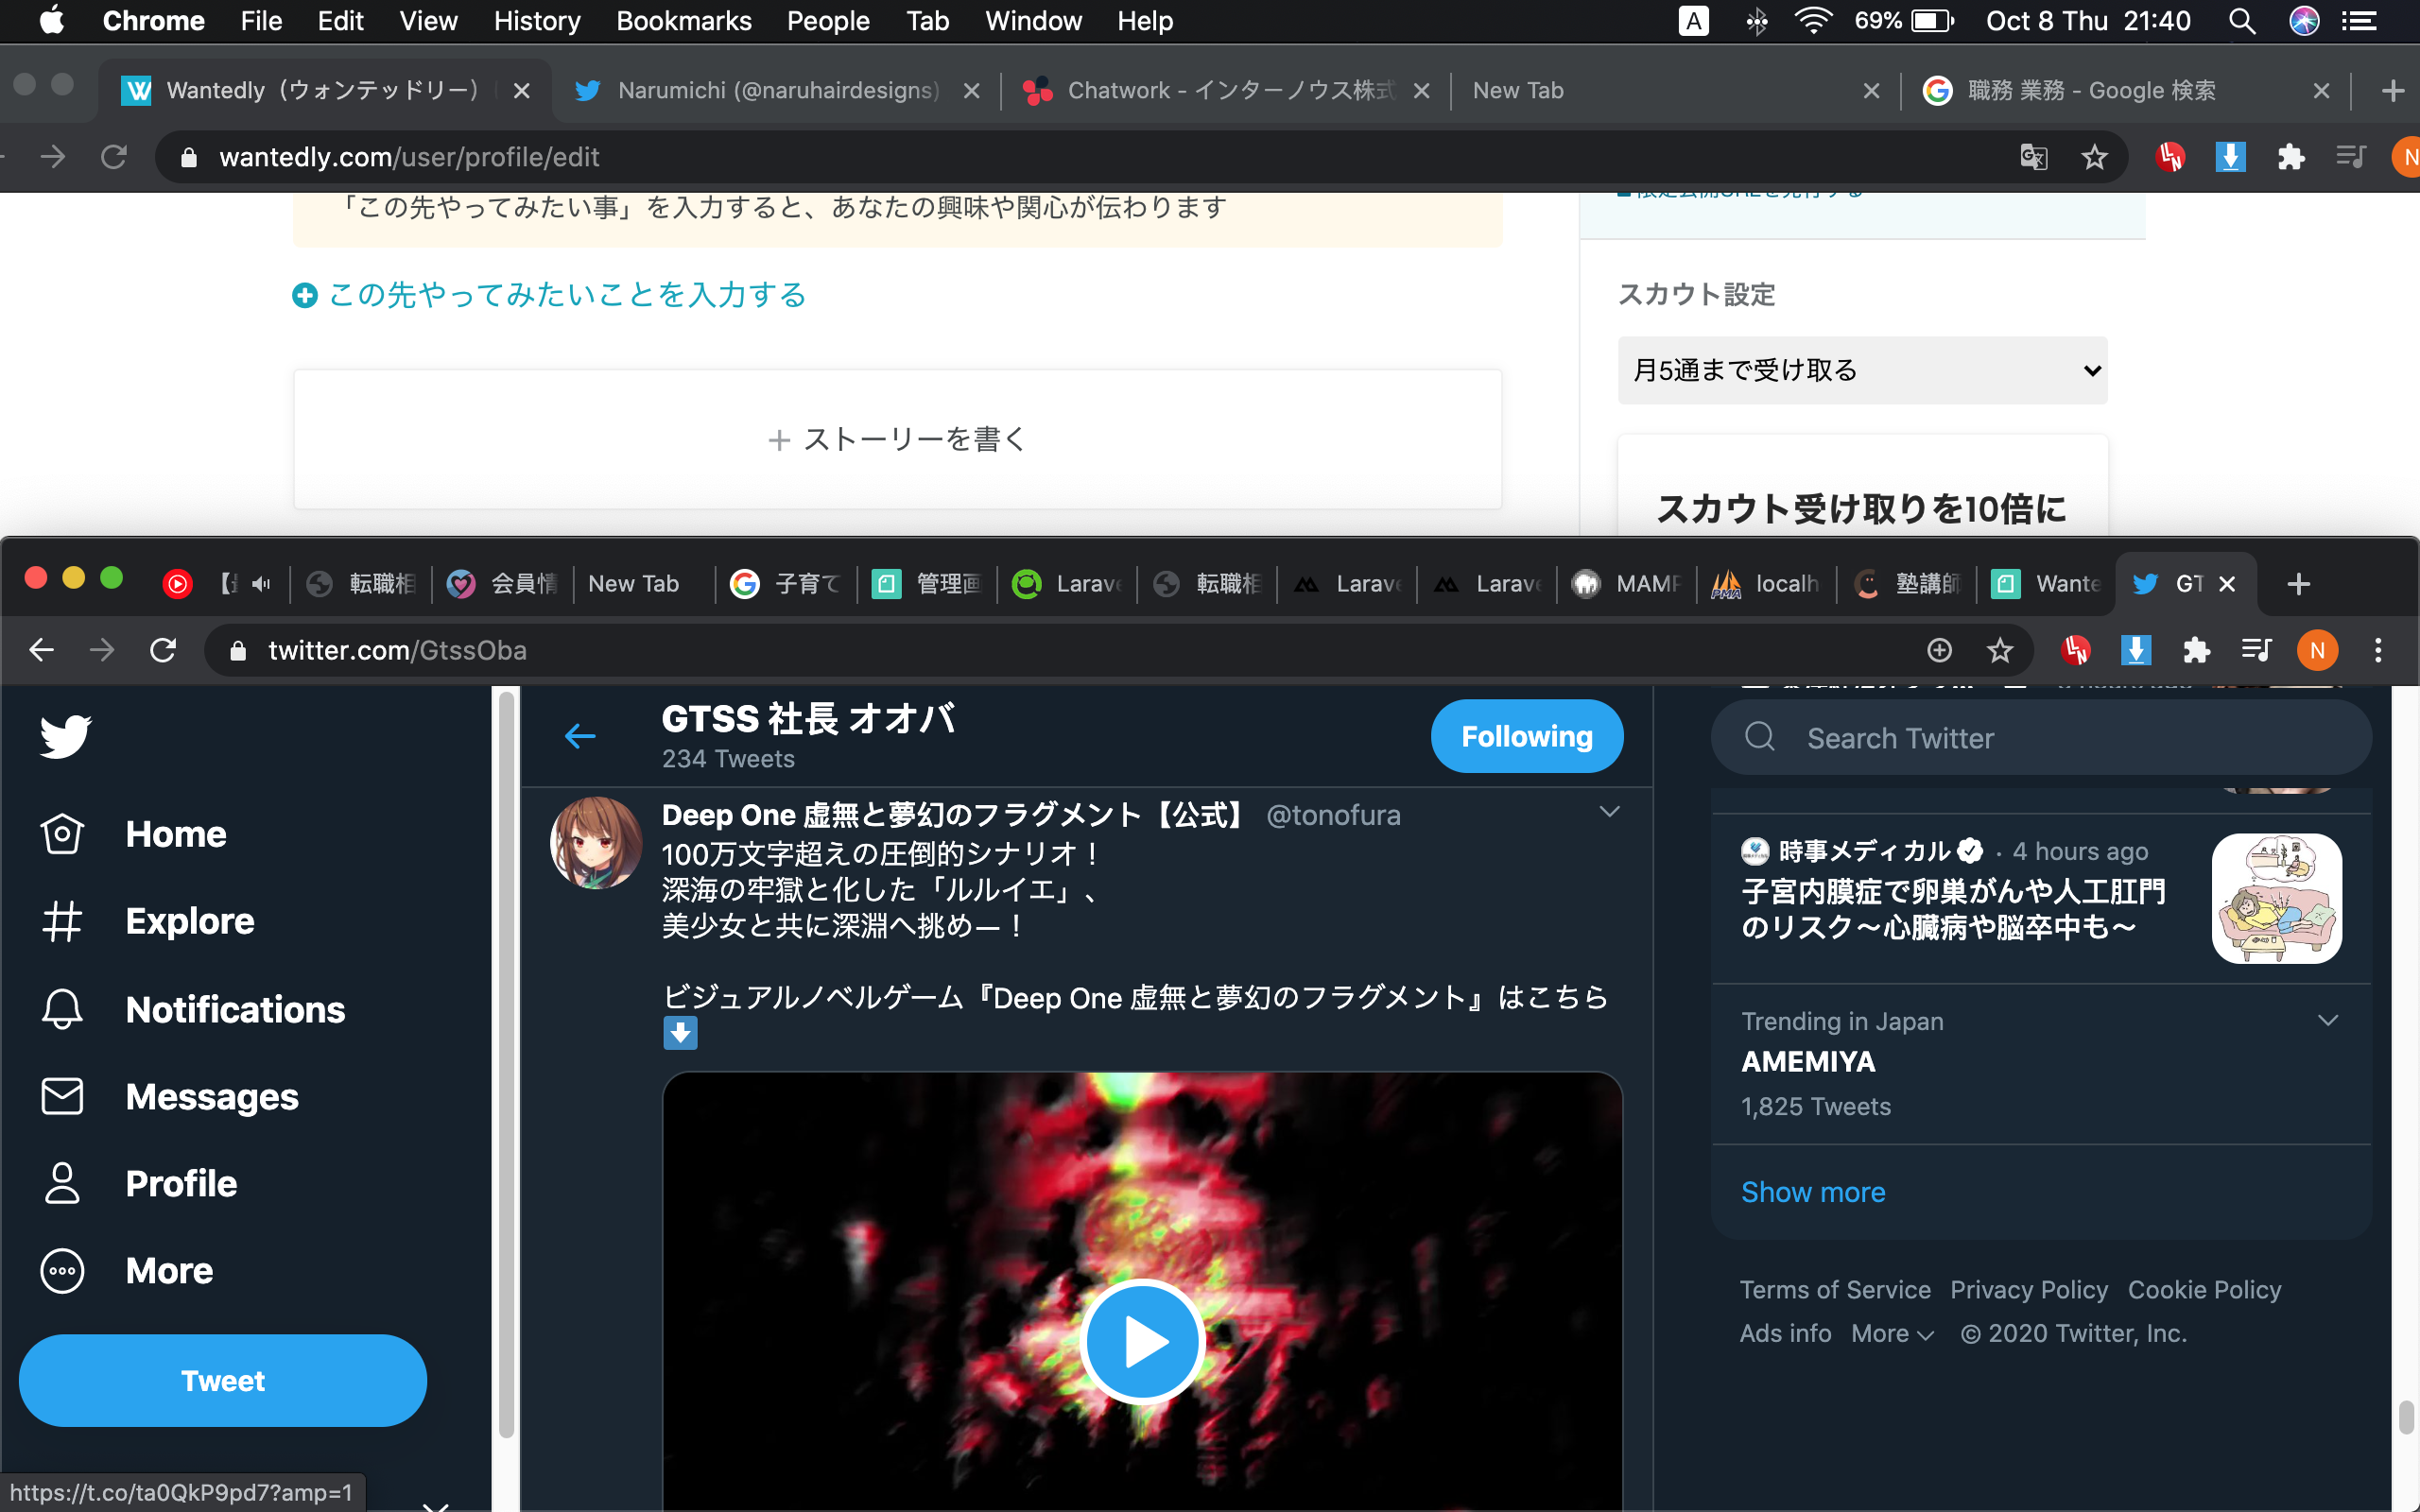 Chrome File Edit View History Bookmarks People Tab Window Help A 69% Oct 8 Thu 21:40
Wantedly（ウォンテッドリー） Narumichi (@naruhairdesigns) Chatwork - インターノウス株式 New Tab 職務 業務 - Google 検索
wantedly.com/user/profile/edit N
「この先やってみたい事」を入力すると、あなたの興味や関心が伝わります
限定公開URLを発行する
この先やってみたいことを入力する
スカウト設定
月5通まで受け取る
+ ストーリーを書く
スカウト受け取りを10倍に
転職相 会員情 New Tab 子育て 管理画 Larave 転職相 Larave Larave MAMP localh 塾講師 Wante GT
twitter.com/GtssOba N
GTSS 社長 オオバ
234 Tweets
Following
Search Twitter
Home
Explore
Notifications
Messages
Profile
More
Tweet
Deep One 虚無と夢幻のフラグメント【公式】 @tonofura
100万文字超えの圧倒的シナリオ！
深海の牢獄と化した「ルルイエ」、
美少女と共に深淵へ挑めー！
ビジュアルノベルゲーム『Deep One 虚無と夢幻のフラグメント』はこちら
時事メディカル · 4 hours ago
子宮内膜症で卵巣がんや人工肛門
のリスク〜心臓病や脳卒中も〜
Trending in Japan
AMEMIYA
1,825 Tweets
Show more
Terms of Service Privacy Policy Cookie Policy
Ads info More © 2020 Twitter, Inc.
https://t.co/ta0QkP9pd7?amp=1